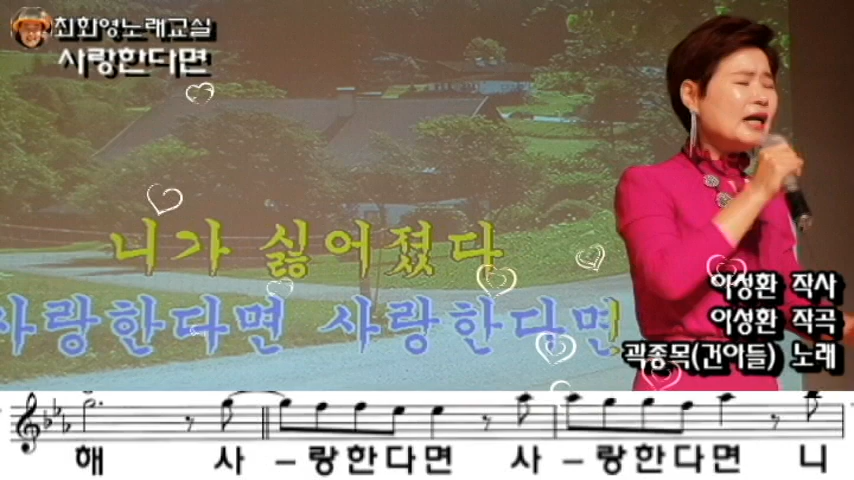 최희영노래교실
사랑한다면
니가 싫어졌다
사랑한다면 사랑한다면
이성환 작사
이성환 작곡
곽종목(건아들) 노래
해 사 -랑한다면 사 -랑한다면 니